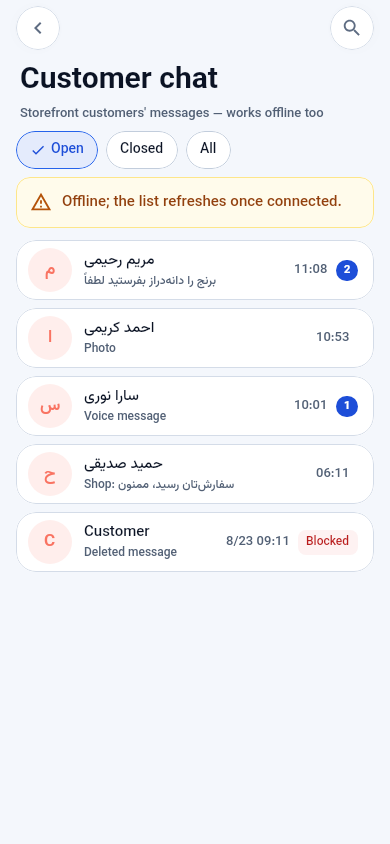 Customer chat
Storefront customers' messages — works offline too
Open
Closed
All
Offline; the list refreshes once connected.
م
مریم رحیمی
برنج را دانه‌دراز بفرستید لطفاً
11:08
2
ا
احمد کریمی
Photo
10:53
س
سارا نوری
Voice message
10:01
1
ح
حمید صدیقی
Shop: سفارش‌تان رسید، ممنون
06:11
C
Customer
Deleted message
8/23 09:11
Blocked